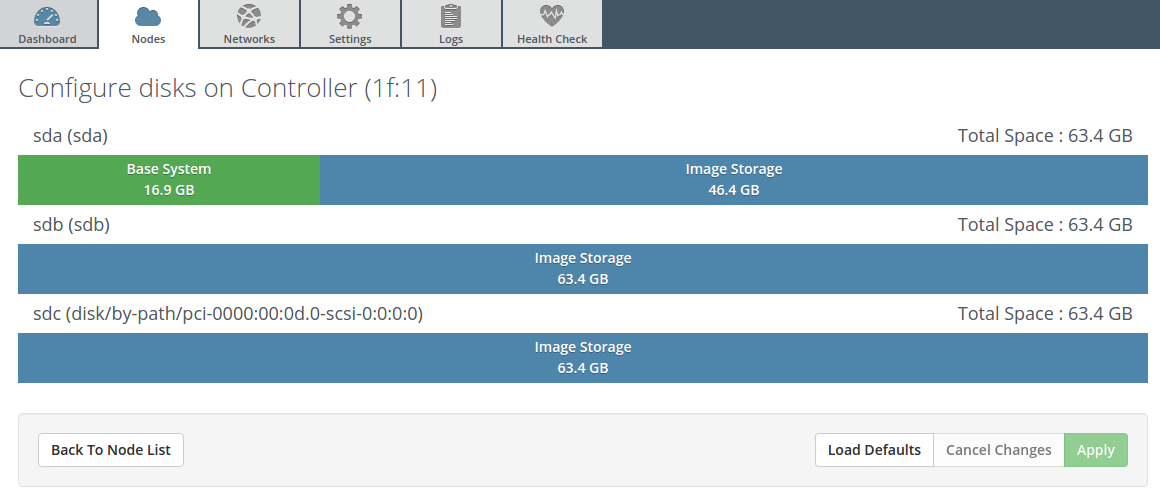 Dashboard Nodes Networks Settings Logs Health Check
Configure disks on Controller (1f:11)
sda (sda) Total Space : 63.4 GB
Base System Image Storage
16.9 GB 46.4 GB
sdb (sdb) Total Space : 63.4 GB
Image Storage
63.4 GB
sdc (disk/by-path/pci-0000:00:0d.0-scsi-0:0:0:0) Total Space : 63.4 GB
Image Storage
63.4 GB
Back To Node List Load Defaults Cancel Changes Apply